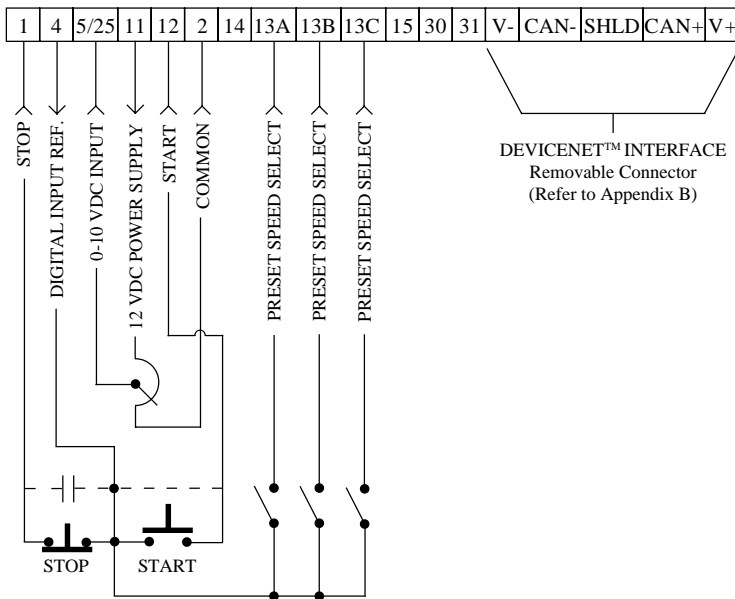 1 4 5/25 11 12 2 14 13A 13B 13C 15 30 31 V- CAN- SHLD CAN+ V+
STOP
DIGITAL INPUT REF.
0-10 VDC INPUT
12 VDC POWER SUPPLY
START
COMMON
PRESET SPEED SELECT
PRESET SPEED SELECT
PRESET SPEED SELECT
DEVICENET™ INTERFACE
Removable Connector
(Refer to Appendix B)
STOP START